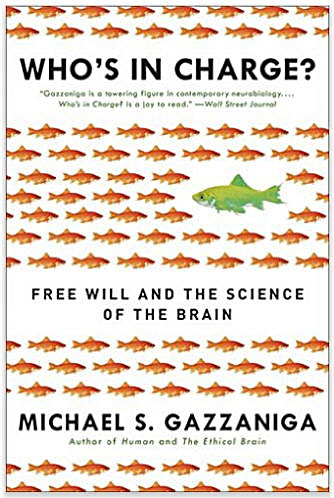 WHO'S IN CHARGE?
"Gazzaniga is a towering figure in contemporary neurobiology....
Who's in Charge? is a joy to read." —Wall Street Journal
FREE WILL AND THE SCIENCE
OF THE BRAIN
MICHAEL S. GAZZANIGA
Author of Human and The Ethical Brain